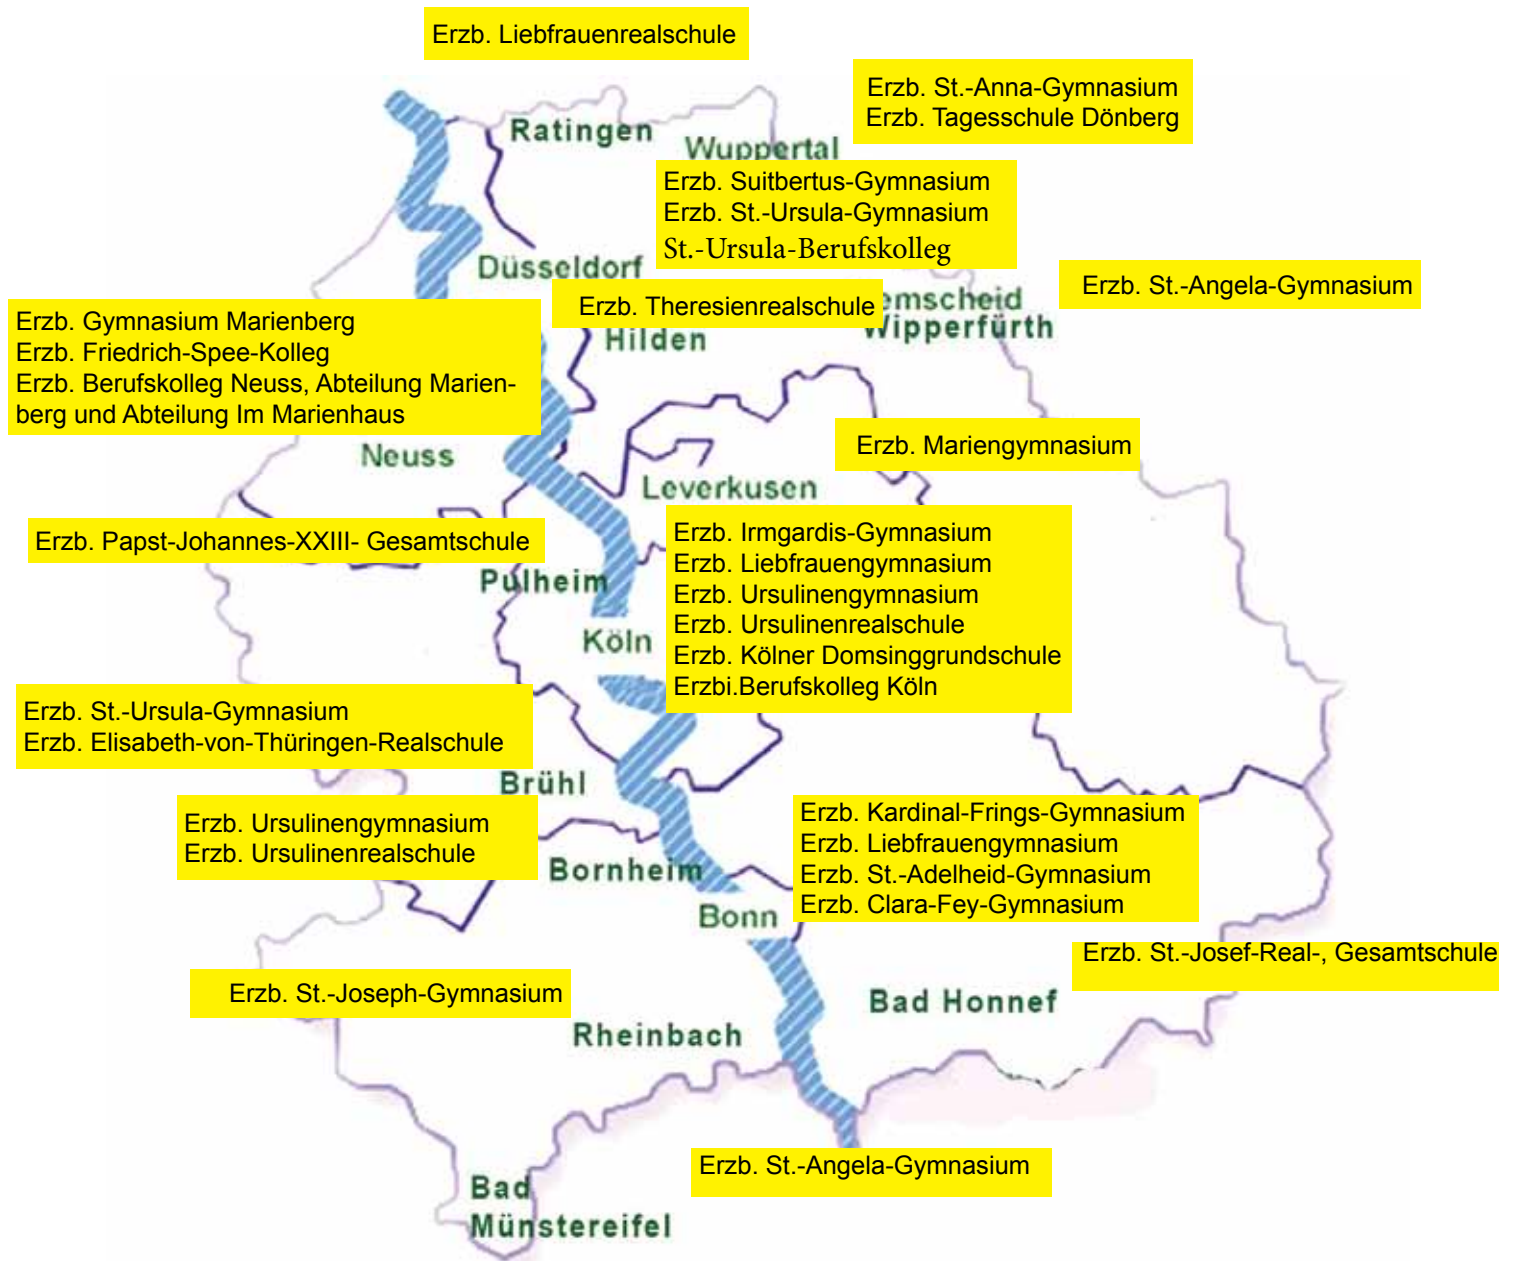 Erzb. Liebfrauenrealschule
Erzb. St.-Anna-Gymnasium
Erzb. Tagesschule Dönberg
Ratingen
Wuppertal
Erzb. Suitbertus-Gymnasium
Erzb. St.-Ursula-Gymnasium
St.-Ursula-Berufskolleg
Düsseldorf
Erzb. St.-Angela-Gymnasium
Erzb. Theresienrealschule
emscheid
Wipperfürth
Hilden
Erzb. Gymnasium Marienberg
Erzb. Friedrich-Spee-Kolleg
Erzb. Berufskolleg Neuss, Abteilung Marien-
berg und Abteilung Im Marienhaus
Neuss
Erzb. Mariengymnasium
Leverkusen
Erzb. Papst-Johannes-XXIII- Gesamtschule
Pulheim
Erzb. Irmgardis-Gymnasium
Erzb. Liebfrauengymnasium
Erzb. Ursulinengymnasium
Erzb. Ursulinenrealschule
Erzb. Kölner Domsinggrundschule
Erzbi.Berufskolleg Köln
Köln
Erzb. St.-Ursula-Gymnasium
Erzb. Elisabeth-von-Thüringen-Realschule
Brühl
Erzb. Ursulinengymnasium
Erzb. Ursulinenrealschule
Bornheim
Erzb. Kardinal-Frings-Gymnasium
Erzb. Liebfrauengymnasium
Erzb. St.-Adelheid-Gymnasium
Erzb. Clara-Fey-Gymnasium
Bonn
Erzb. St.-Josef-Real-, Gesamtschule
Erzb. St.-Joseph-Gymnasium
Bad Honnef
Rheinbach
Erzb. St.-Angela-Gymnasium
Bad
Münstereifel